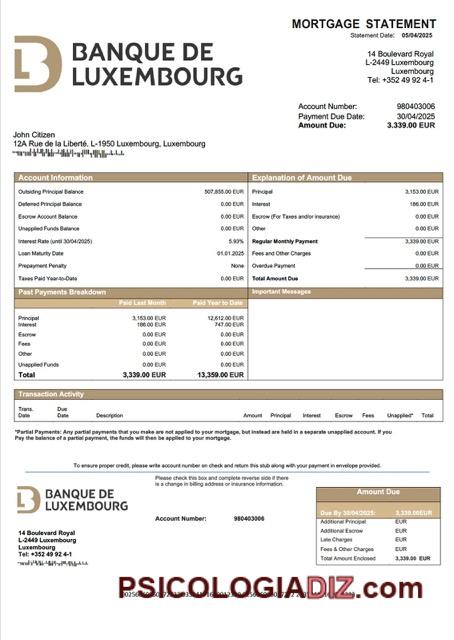 MORTGAGE STATEMENT
Statement Date: 05/04/2025
BANQUE DE
LUXEMBOURG
14 Boulevard Royal
L-2449 Luxembourg
Luxembourg
Tel: +352 49 92 4-1
Account Number: 980403006
Payment Due Date: 30/04/2025
Amount Due: 3.339.00 EUR
John Citizen
12A Rue de la Liberté, L-1950 Luxembourg, Luxembourg
Account Information
Outsiding Principal Balance 507,855.00 EUR
Deferred Principal Balance 0.00 EUR
Escrow Account Balance 0.00 EUR
Unapplied Funds Balance 0.00 EUR
Interest Rate (until 30/04/2025) 5.93%
Loan Maturity Date 01.01.2025
Prepayment Penalty None
Taxes Paid Year-to-Date 0.00 EUR
Explanation of Amount Due
Principal 3,153.00 EUR
Interest 186.00 EUR
Escrow (For Taxes and/or insurance) 0.00 EUR
Other 0.00 EUR
Regular Monthly Payment 3,339.00 EUR
Fees and Other Charges 0.00 EUR
Overdue Payment 0.00 EUR
Total Amount Due 3,339.00 EUR
Past Payments Breakdown
Paid Last Month Paid Year to Date
Principal 3,153.00 EUR 12,612.00 EUR
Interest 186.00 EUR 747.00 EUR
Escrow 0.00 EUR 0.00 EUR
Fees 0.00 EUR 0.00 EUR
Other 0.00 EUR 0.00 EUR
Unapplied Funds 0.00 EUR 0.00 EUR
Total 3,339.00 EUR 13,359.00 EUR
Important Messages
Transaction Activity
Trans. Date Due Date Description Amount Principal Interest Escrow Fees Unapplied* Total
*Partial Payments: Any partial payments that you make are not applied to your mortgage, but instead are held in a separate unapplied account. If you
Pay the balance of a partial payment, the funds will then be applied to your mortgage.
To ensure proper credit, please write account number on check and return this stub along with your payment in envelope provided.
BANQUE DE
LUXEMBOURG
Please check this box and complete reverse side if there
is a change in billing address or insurance information.
Account Number: 980403006
14 Boulevard Royal
L-2449 Luxembourg
Luxembourg
Tel: +352 49 92 4-1
Amount Due
Due By 30/04/2025: 3,339.00EUR
Additional Principal EUR
Additional Escrow EUR
Late Charges EUR
Fees & Other Charges EUR
Total Amount Enclosed 3,339.00 EUR
PSICOLOGIADIZ.com